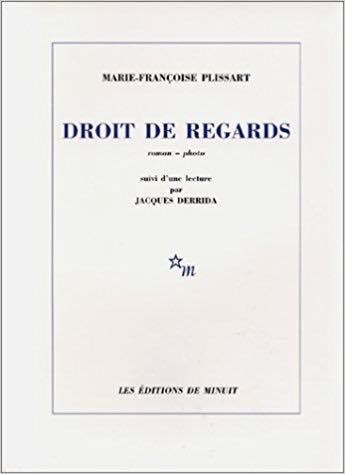 MARIE-FRANÇOISE PLISSART
DROIT DE REGARDS
roman – photo
suivi d'une lecture
par
JACQUES DERRIDA
m
LES ÉDITIONS DE MINUIT